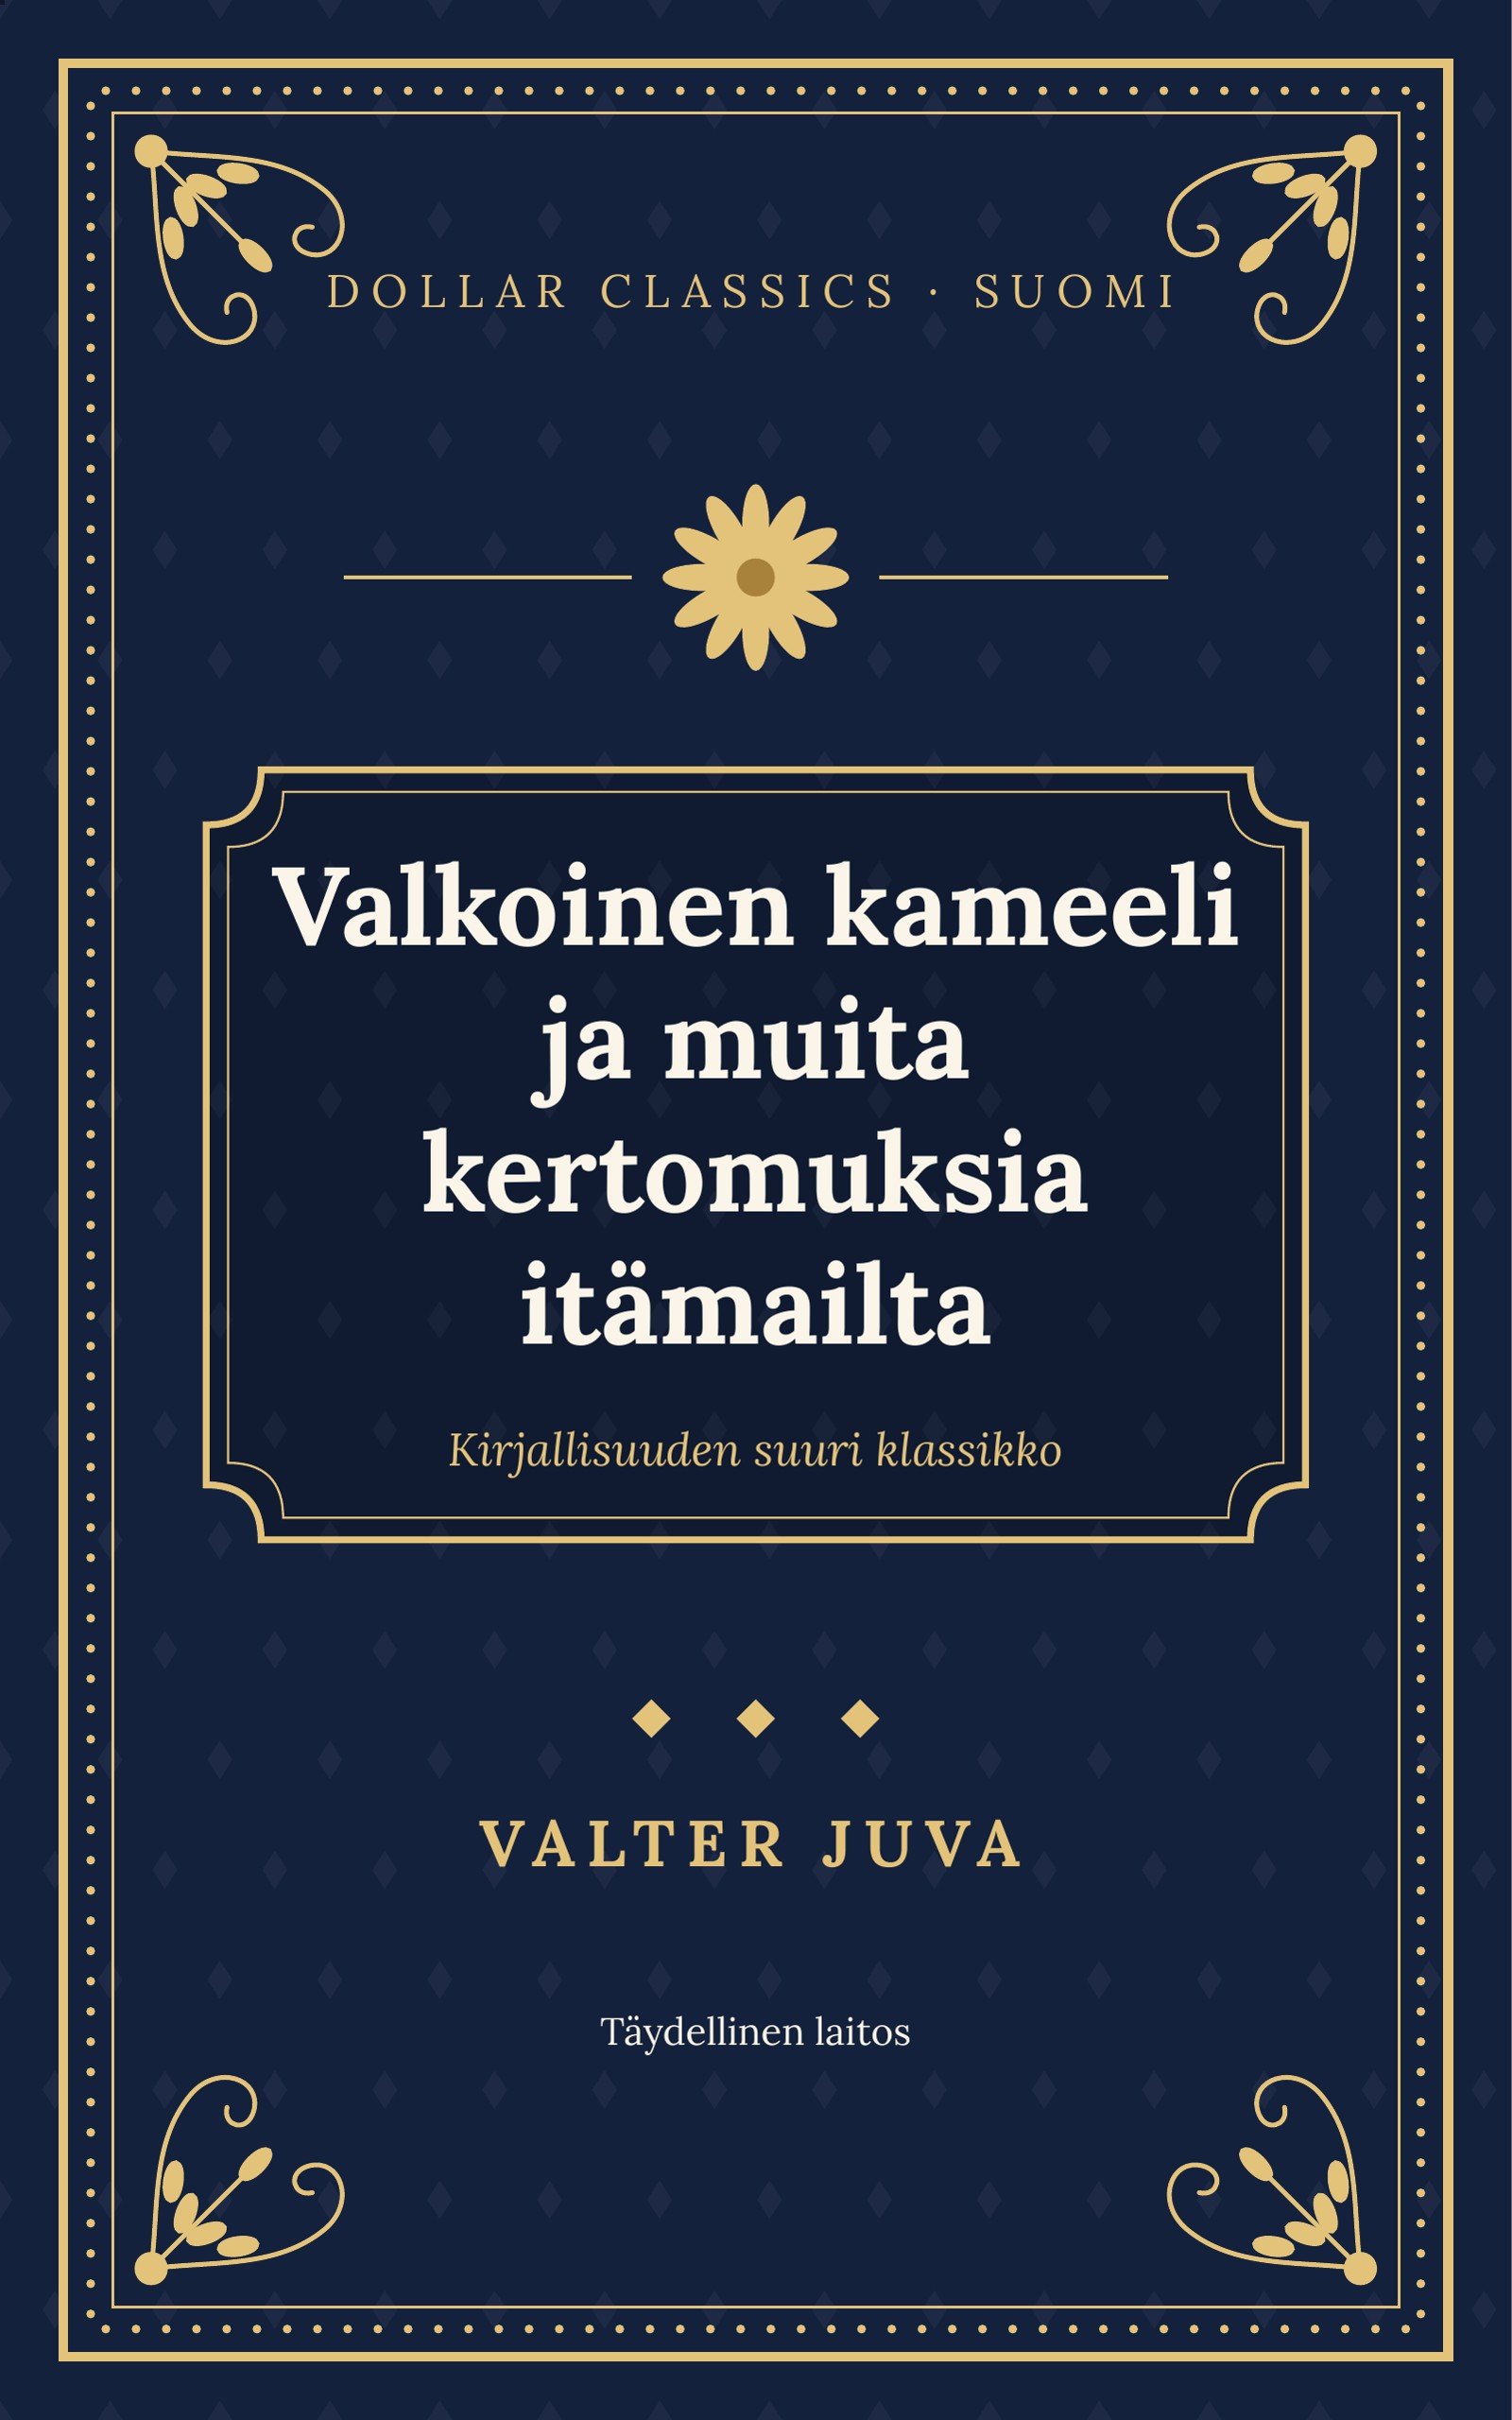 DOLLAR CLASSICS · SUOMI
Valkoinen kameeli
ja muita
kertomuksia
itämailta
Kirjallisuuden suuri klassikko
VALTER JUVA
Täydellinen laitos